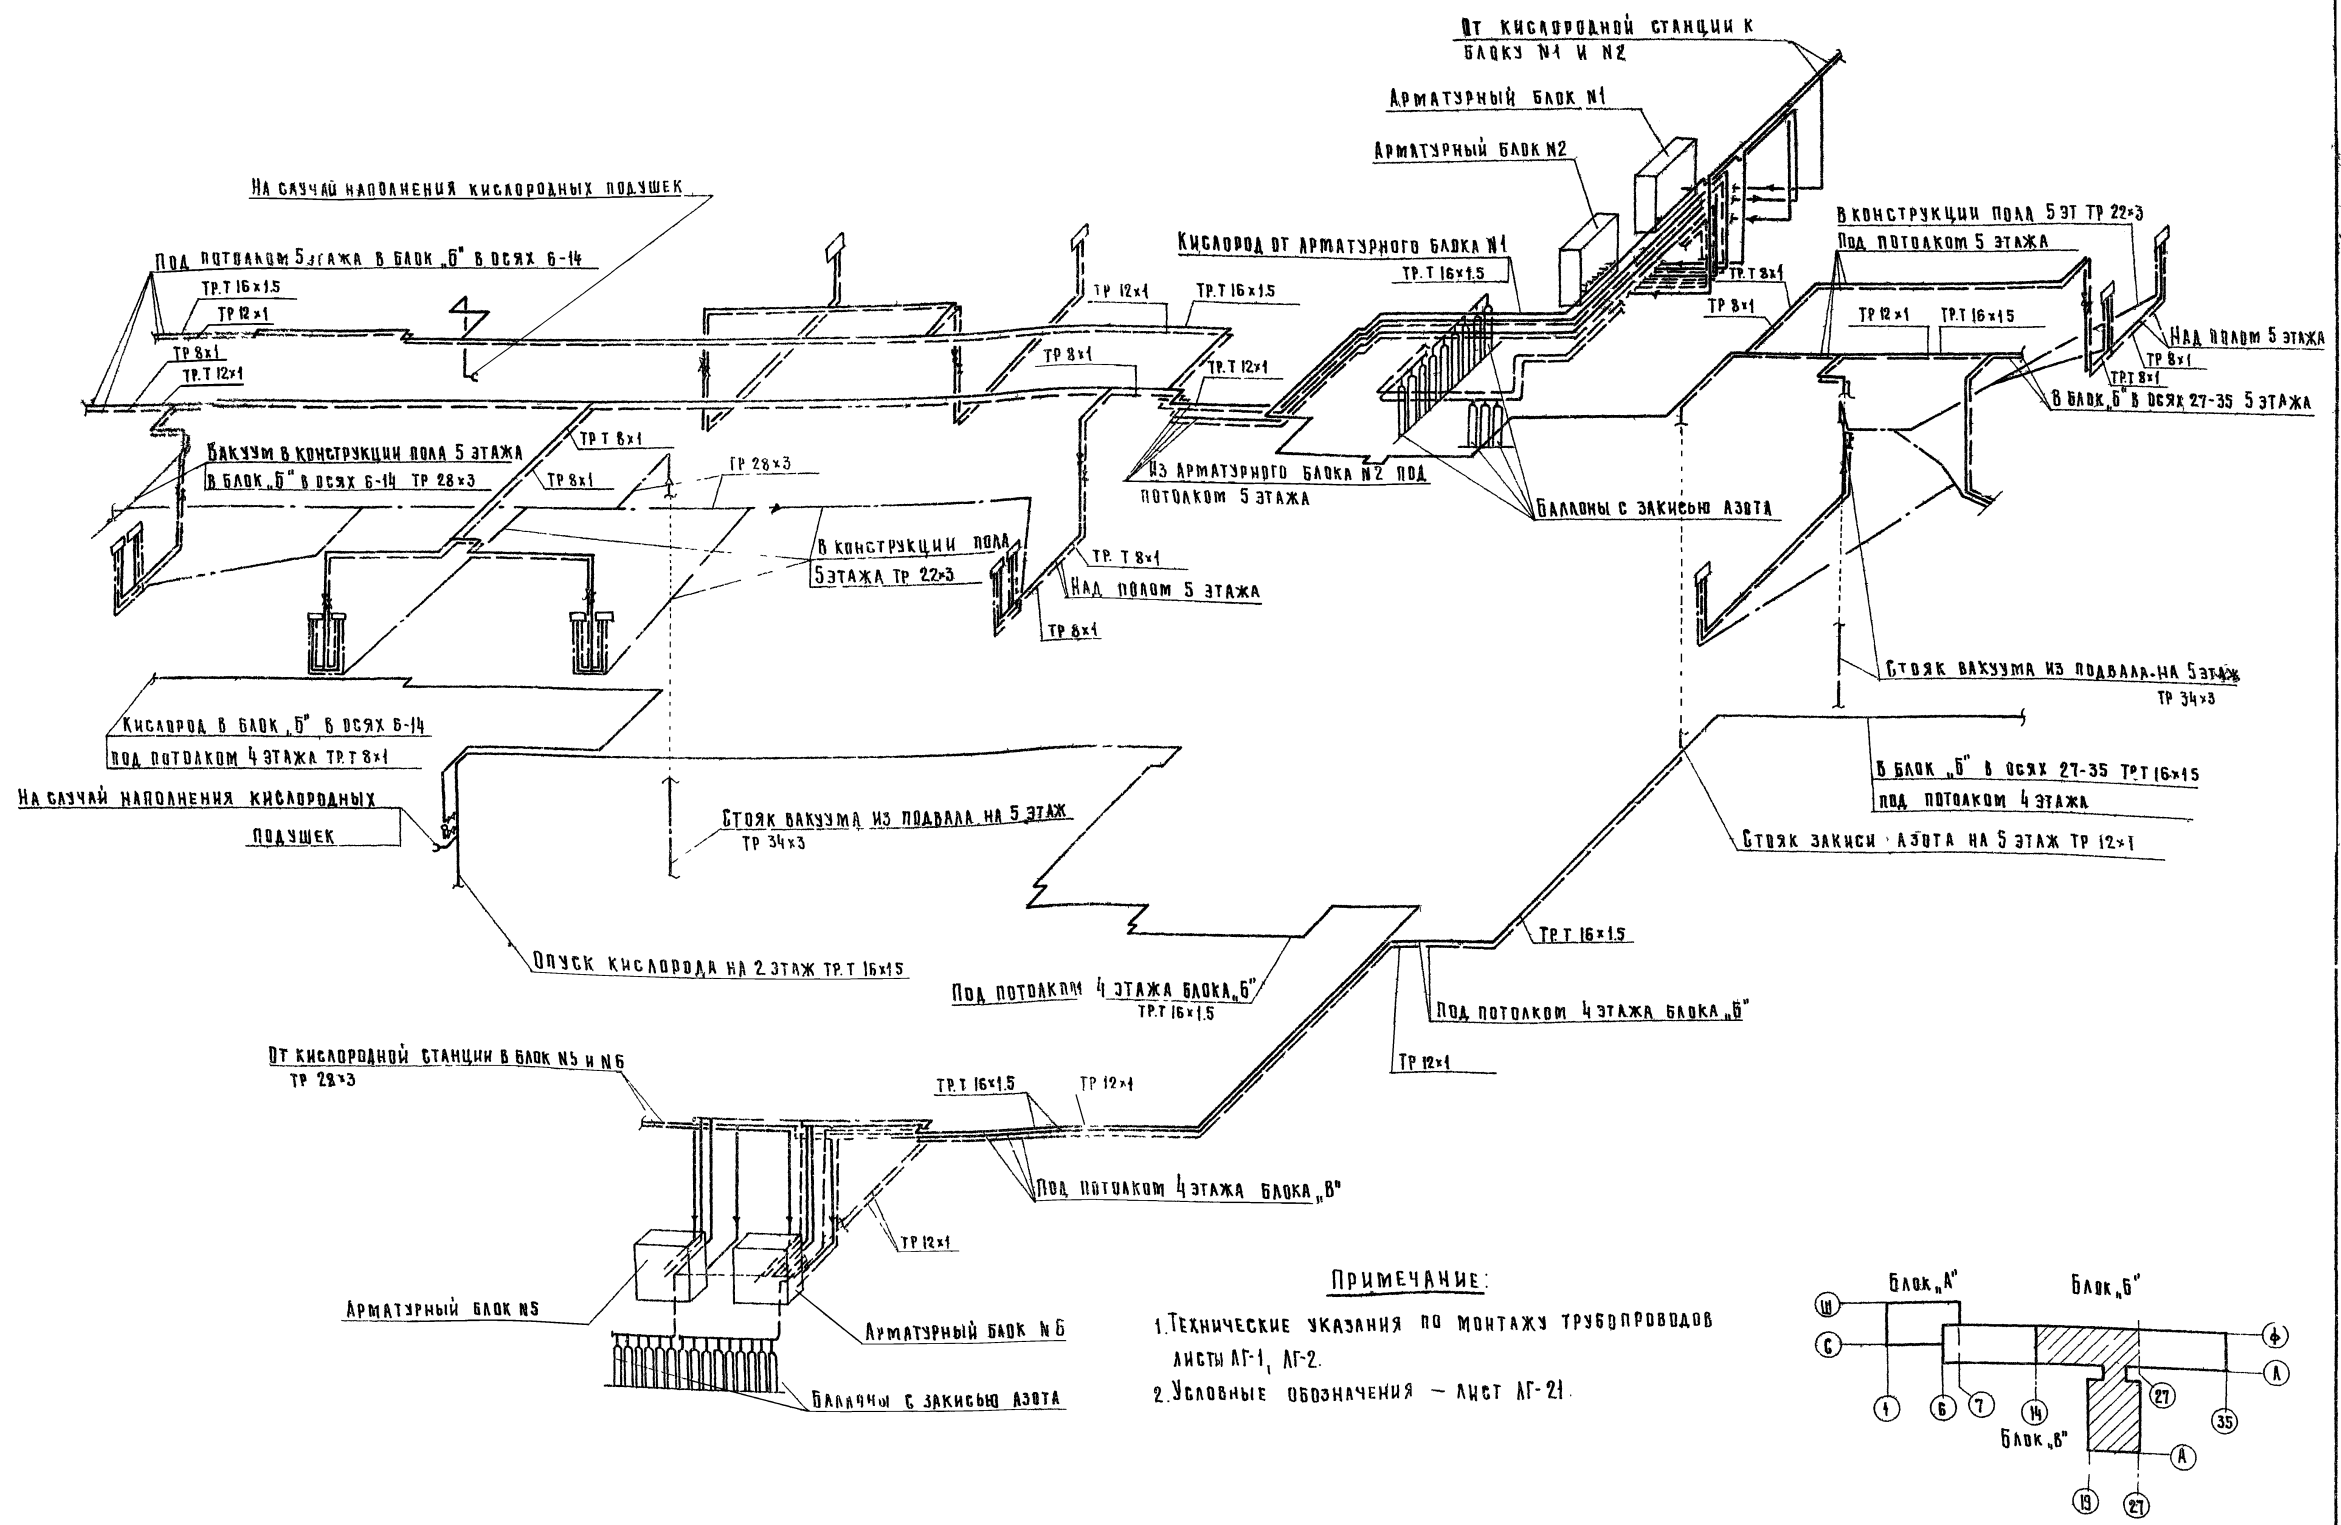 От кислородной станции к
блоку N1 и N2
Арматурный блок N1
Арматурный блок N2
На случай наполнения кислородных подушек
Кислород от арматурного блока N1
ТР.Т 16×1.5
В конструкции пола 5 эт ТР 22×3
Под потолком 5 этажа
Под потолком 5 этажа в блок „Б" в осях 6-14
ТР.Т 16×1.5
ТР 12×1
ТР 8×1
ТР.Т 12×1
ТР 12×1
ТР.Т 16×1.5
ТР 8×1
ТР.Т 12×1
ТР.Т 8×1
ТР 8×1
ТР 12×1
ТР.Т 16×1.5
Над полом 5 этажа
ТР 8×1
ТР.Т 8×1
В блок „Б" в осях 27-35 5 этажа
Вакуум в конструкции пола 5 этажа
в блок „Б" в осях 6-14 ТР 28×3
ТР.Т 8×1
ТР 8×1
ТР 28×3
Из арматурного блока N2 под
потолком 5 этажа
Баллоны с закисью азота
В конструкции пола
5 этажа ТР 22×3
ТР. Т 8×1
Над полом 5 этажа
ТР 8×1
Стояк вакуума из подвала на 5 этаж
ТР 34×3
Кислород в блок „Б" в осях 6-14
под потолком 4 этажа ТР.Т 8×1
На случай наполнения кислородных
подушек
Стояк вакуума из подвала на 5 этаж
ТР 34×3
В блок „Б" в осях 27-35 ТР.Т 16×1.5
под потолком 4 этажа
Стояк закиси азота на 5 этаж ТР 12×1
Опуск кислорода на 2 этаж ТР.Т 16×1.5
ТР.Т 16×1.5
Под потолком 4 этажа блока „Б"
ТР.Т 16×1.5
Под потолком 4 этажа блока „Б"
ТР 12×1
От кислородной станции в блок N5 и N6
ТР 28×3
ТР.Т 16×1.5
ТР 12×1
Под потолком 4 этажа блока „В"
ТР 12×1
Арматурный блок N5
Арматурный блок N6
Баллоны с закисью азота
Примечание:
1. Технические указания по монтажу трубопроводов
листы ЛГ-1, ЛГ-2.
2. Условные обозначения – лист ЛГ-21.
Блок „А"
Блок „Б"
Блок „В"
Ш
С
Ф
Л
А
1
6
7
14
27
35
19
27